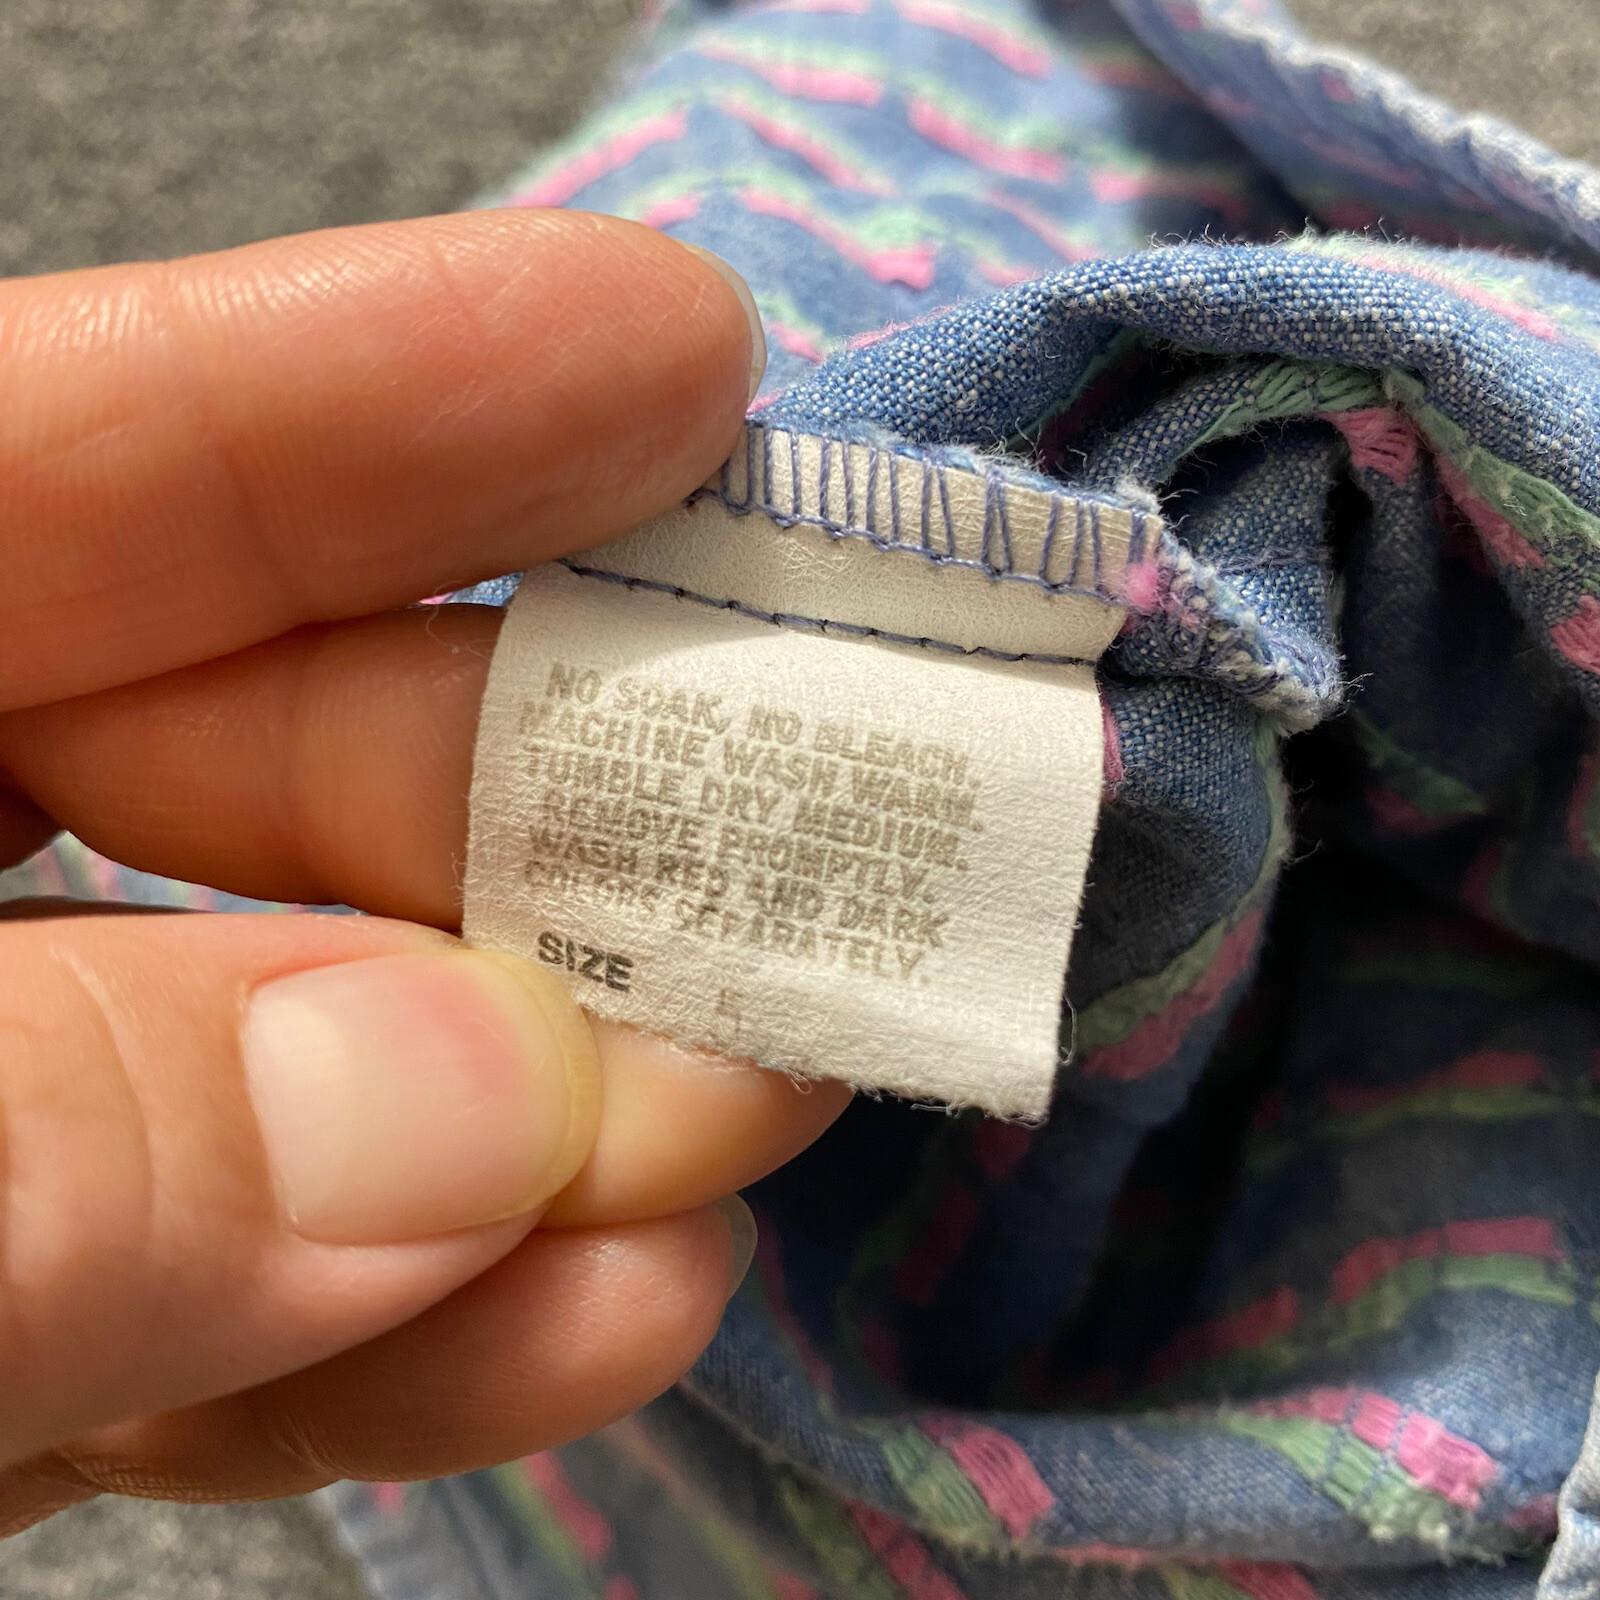 NO SOAK, NO BLEACH.
MACHINE WASH WARM.
TUMBLE DRY MEDIUM.
REMOVE PROMPTLY.
WASH RED AND DARK
COLORS SEPARATELY.
SIZE